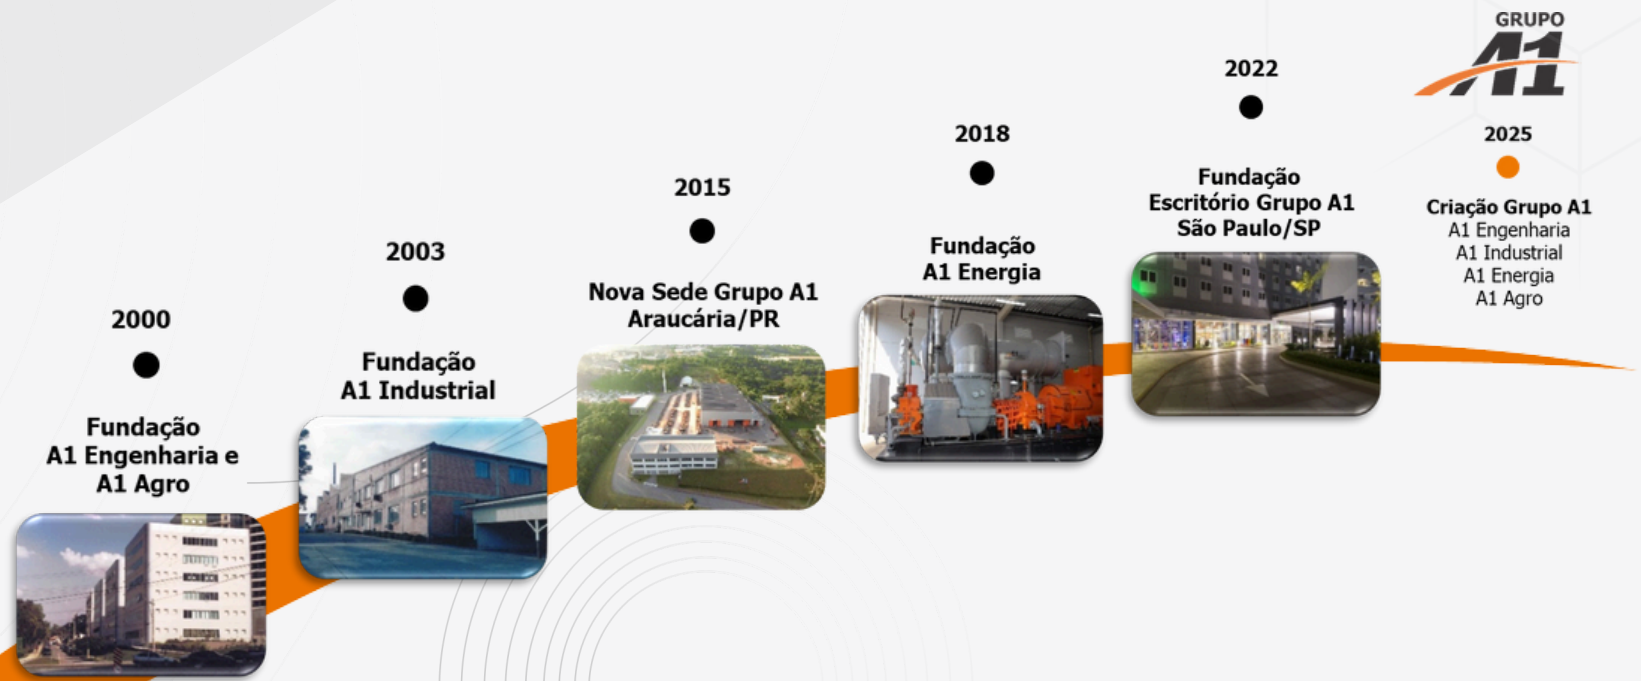 GRUPO
A1
2000
Fundação
A1 Engenharia e
A1 Agro
2003
Fundação
A1 Industrial
2015
Nova Sede Grupo A1
Araucária/PR
2018
Fundação
A1 Energia
2022
Fundação
Escritório Grupo A1
São Paulo/SP
2025
Criação Grupo A1
A1 Engenharia
A1 Industrial
A1 Energia
A1 Agro